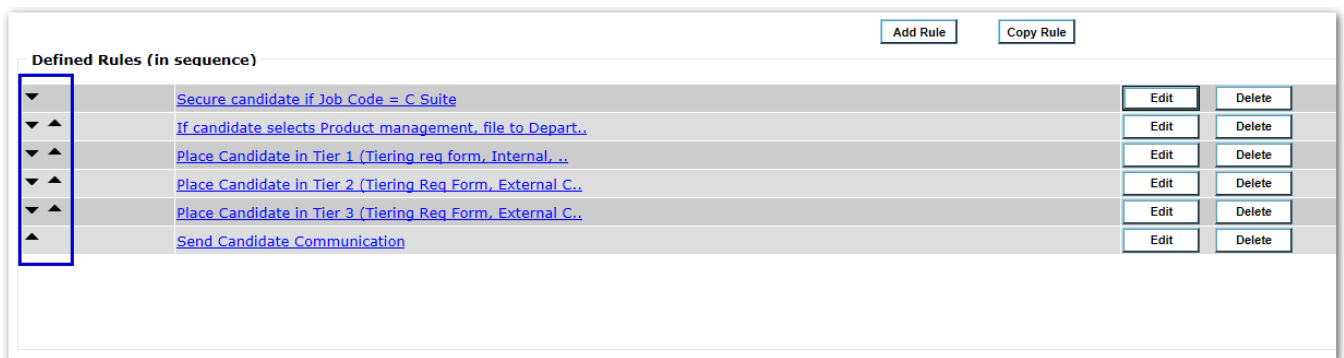 Add Rule Copy Rule
Defined Rules (in sequence)
Secure candidate if Job Code = C Suite Edit Delete
If candidate selects Product management, file to Depart.. Edit Delete
Place Candidate in Tier 1 (Tiering req form, Internal, .. Edit Delete
Place Candidate in Tier 2 (Tiering Req Form, External C.. Edit Delete
Place Candidate in Tier 3 (Tiering Req Form, External C.. Edit Delete
Send Candidate Communication Edit Delete